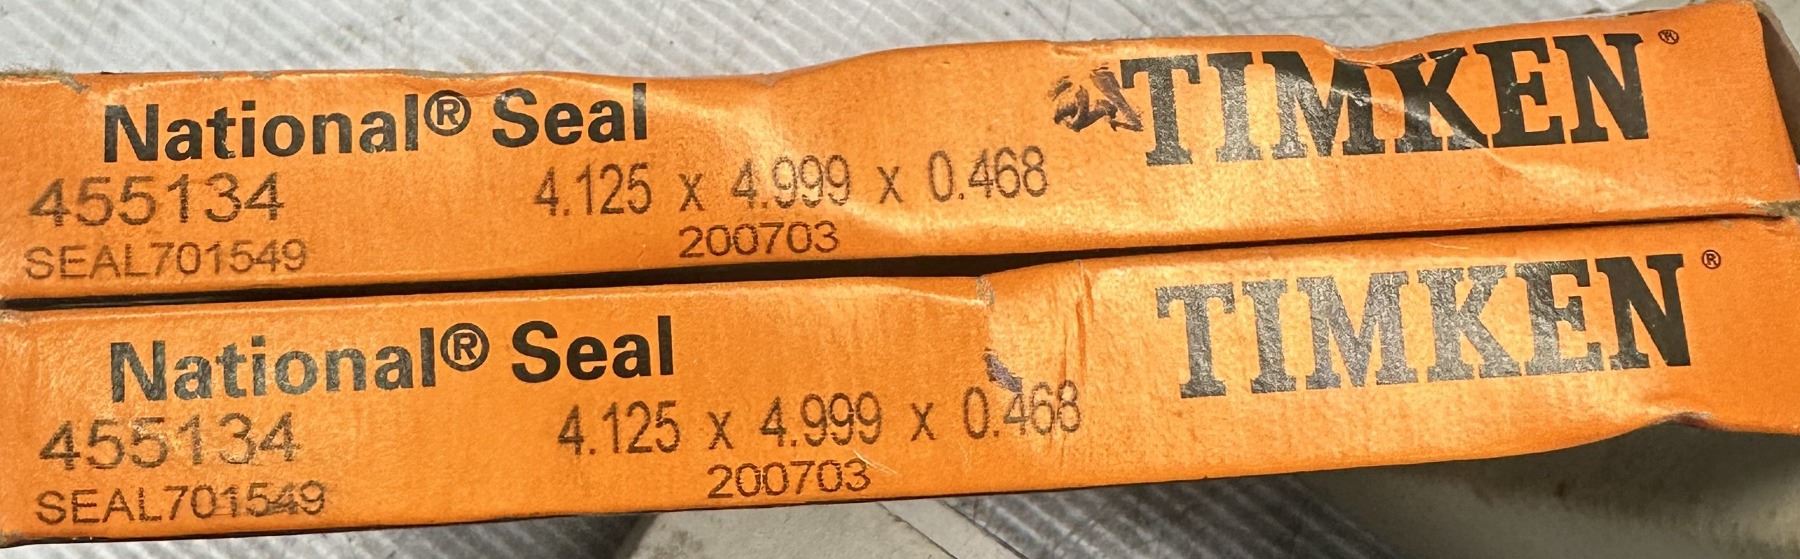 National® Seal TIMKEN®
455134 4.125 x 4.999 x 0.468
SEAL701549 200703
National® Seal TIMKEN®
455134 4.125 x 4.999 x 0.468
SEAL701549 200703